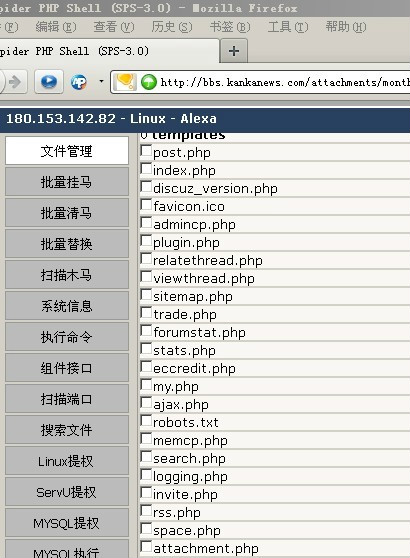 pider PHP Shell (SPS-3.0) - Mozilla Firefox
(F) 编辑(E) 查看(V) 历史(S) 书签(B) 工具(T) 帮助(H)
pider PHP Shell (SPS-3.0)
http://bbs.kankanews.com/attachments/mont
180.153.142.82 - Linux - Alexa
0 templates
文件管理
批量挂马
批量清马
批量替换
扫描木马
系统信息
执行命令
组件接口
扫描端口
搜索文件
Linux提权
ServU提权
MYSQL提权
MYSQL执行
post.php
index.php
discuz_version.php
favicon.ico
admincp.php
plugin.php
relatethread.php
viewthread.php
sitemap.php
trade.php
forumstat.php
stats.php
eccredit.php
my.php
ajax.php
robots.txt
memcp.php
search.php
logging.php
invite.php
rss.php
space.php
attachment.php